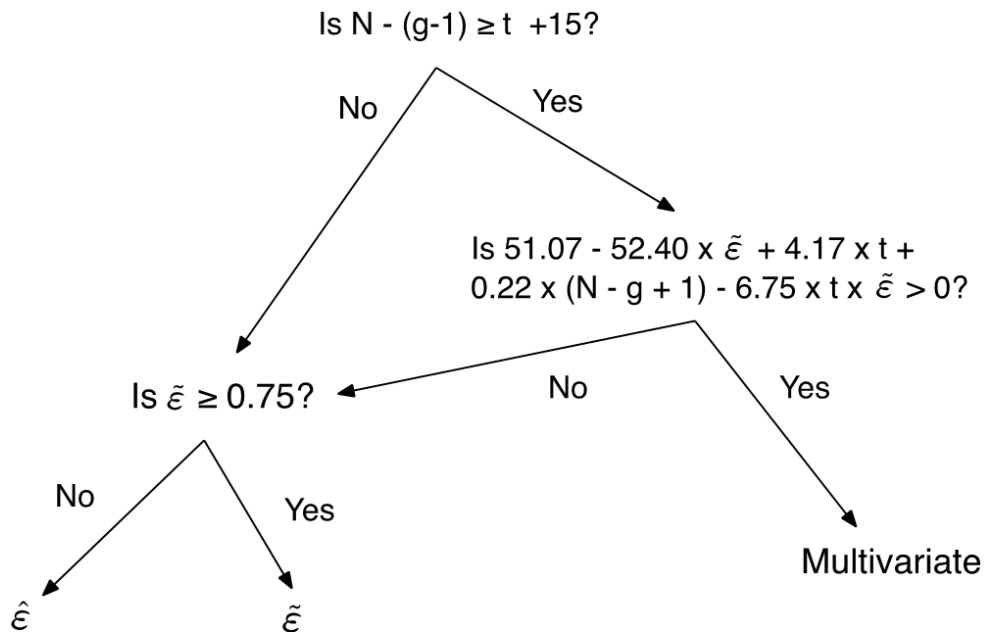 Is N - (g-1) ≥ t +15?
No
Yes
Is 51.07 - 52.40 x ε̃ + 4.17 x t +
0.22 x (N - g + 1) - 6.75 x t x ε̃ > 0?
Is ε̃ ≥ 0.75?
No
Yes
No
Yes
Multivariate
ε̂
ε̃